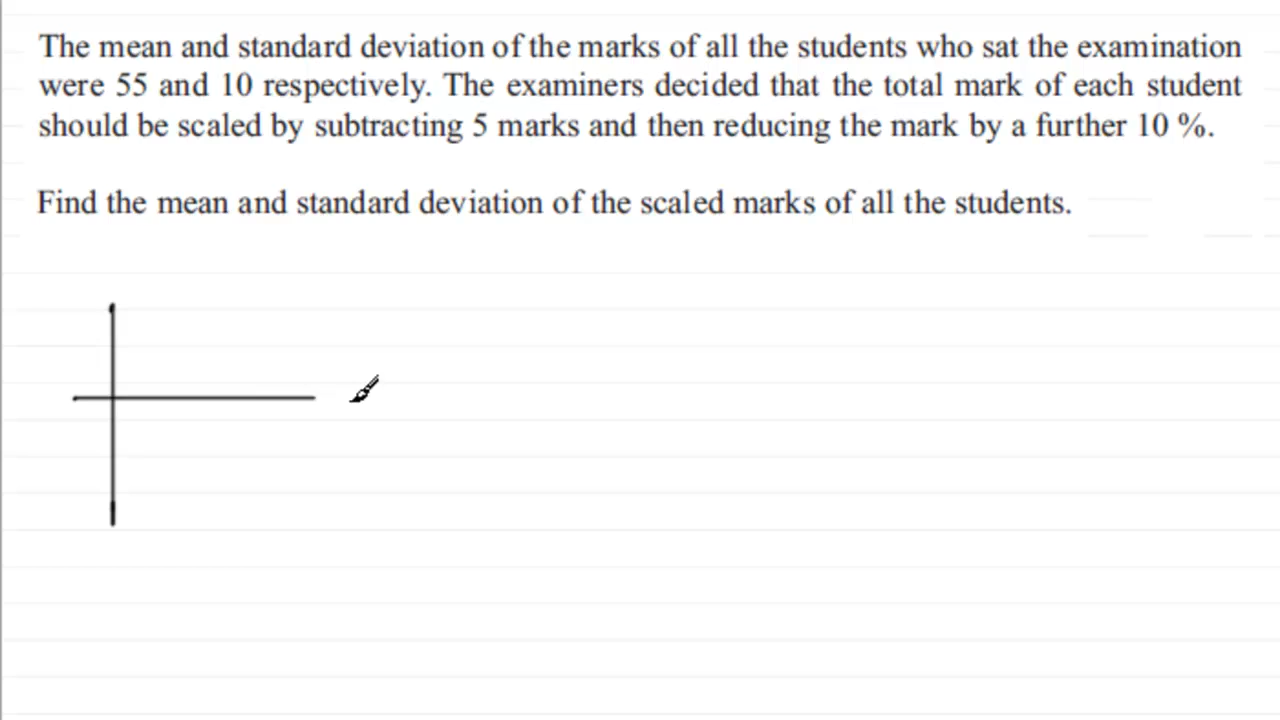 The mean and standard deviation of the marks of all the students who sat the examination
were 55 and 10 respectively. The examiners decided that the total mark of each student
should be scaled by subtracting 5 marks and then reducing the mark by a further 10 %.
Find the mean and standard deviation of the scaled marks of all the students.